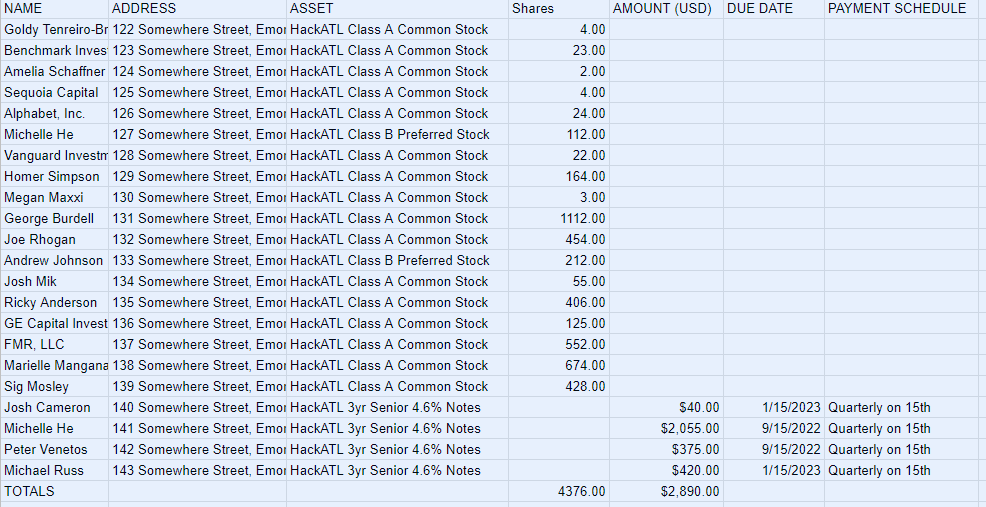 NAME ADDRESS ASSET Shares AMOUNT (USD) DUE DATE PAYMENT SCHEDULE
Goldy Tenreiro-Br 122 Somewhere Street, Emor HackATL Class A Common Stock 4.00
Benchmark Inves 123 Somewhere Street, Emor HackATL Class A Common Stock 23.00
Amelia Schaffner 124 Somewhere Street, Emor HackATL Class A Common Stock 2.00
Sequoia Capital 125 Somewhere Street, Emor HackATL Class A Common Stock 4.00
Alphabet, Inc. 126 Somewhere Street, Emor HackATL Class A Common Stock 24.00
Michelle He 127 Somewhere Street, Emor HackATL Class B Preferred Stock 112.00
Vanguard Investm 128 Somewhere Street, Emor HackATL Class A Common Stock 22.00
Homer Simpson 129 Somewhere Street, Emor HackATL Class A Common Stock 164.00
Megan Maxxi 130 Somewhere Street, Emor HackATL Class A Common Stock 3.00
George Burdell 131 Somewhere Street, Emor HackATL Class A Common Stock 1112.00
Joe Rhogan 132 Somewhere Street, Emor HackATL Class A Common Stock 454.00
Andrew Johnson 133 Somewhere Street, Emor HackATL Class B Preferred Stock 212.00
Josh Mik 134 Somewhere Street, Emor HackATL Class A Common Stock 55.00
Ricky Anderson 135 Somewhere Street, Emor HackATL Class A Common Stock 406.00
GE Capital Invest 136 Somewhere Street, Emor HackATL Class A Common Stock 125.00
FMR, LLC 137 Somewhere Street, Emor HackATL Class A Common Stock 552.00
Marielle Mangana 138 Somewhere Street, Emor HackATL Class A Common Stock 674.00
Sig Mosley 139 Somewhere Street, Emor HackATL Class A Common Stock 428.00
Josh Cameron 140 Somewhere Street, Emor HackATL 3yr Senior 4.6% Notes $40.00 1/15/2023 Quarterly on 15th
Michelle He 141 Somewhere Street, Emor HackATL 3yr Senior 4.6% Notes $2,055.00 9/15/2022 Quarterly on 15th
Peter Venetos 142 Somewhere Street, Emor HackATL 3yr Senior 4.6% Notes $375.00 9/15/2022 Quarterly on 15th
Michael Russ 143 Somewhere Street, Emor HackATL 3yr Senior 4.6% Notes $420.00 1/15/2023 Quarterly on 15th
TOTALS 4376.00 $2,890.00